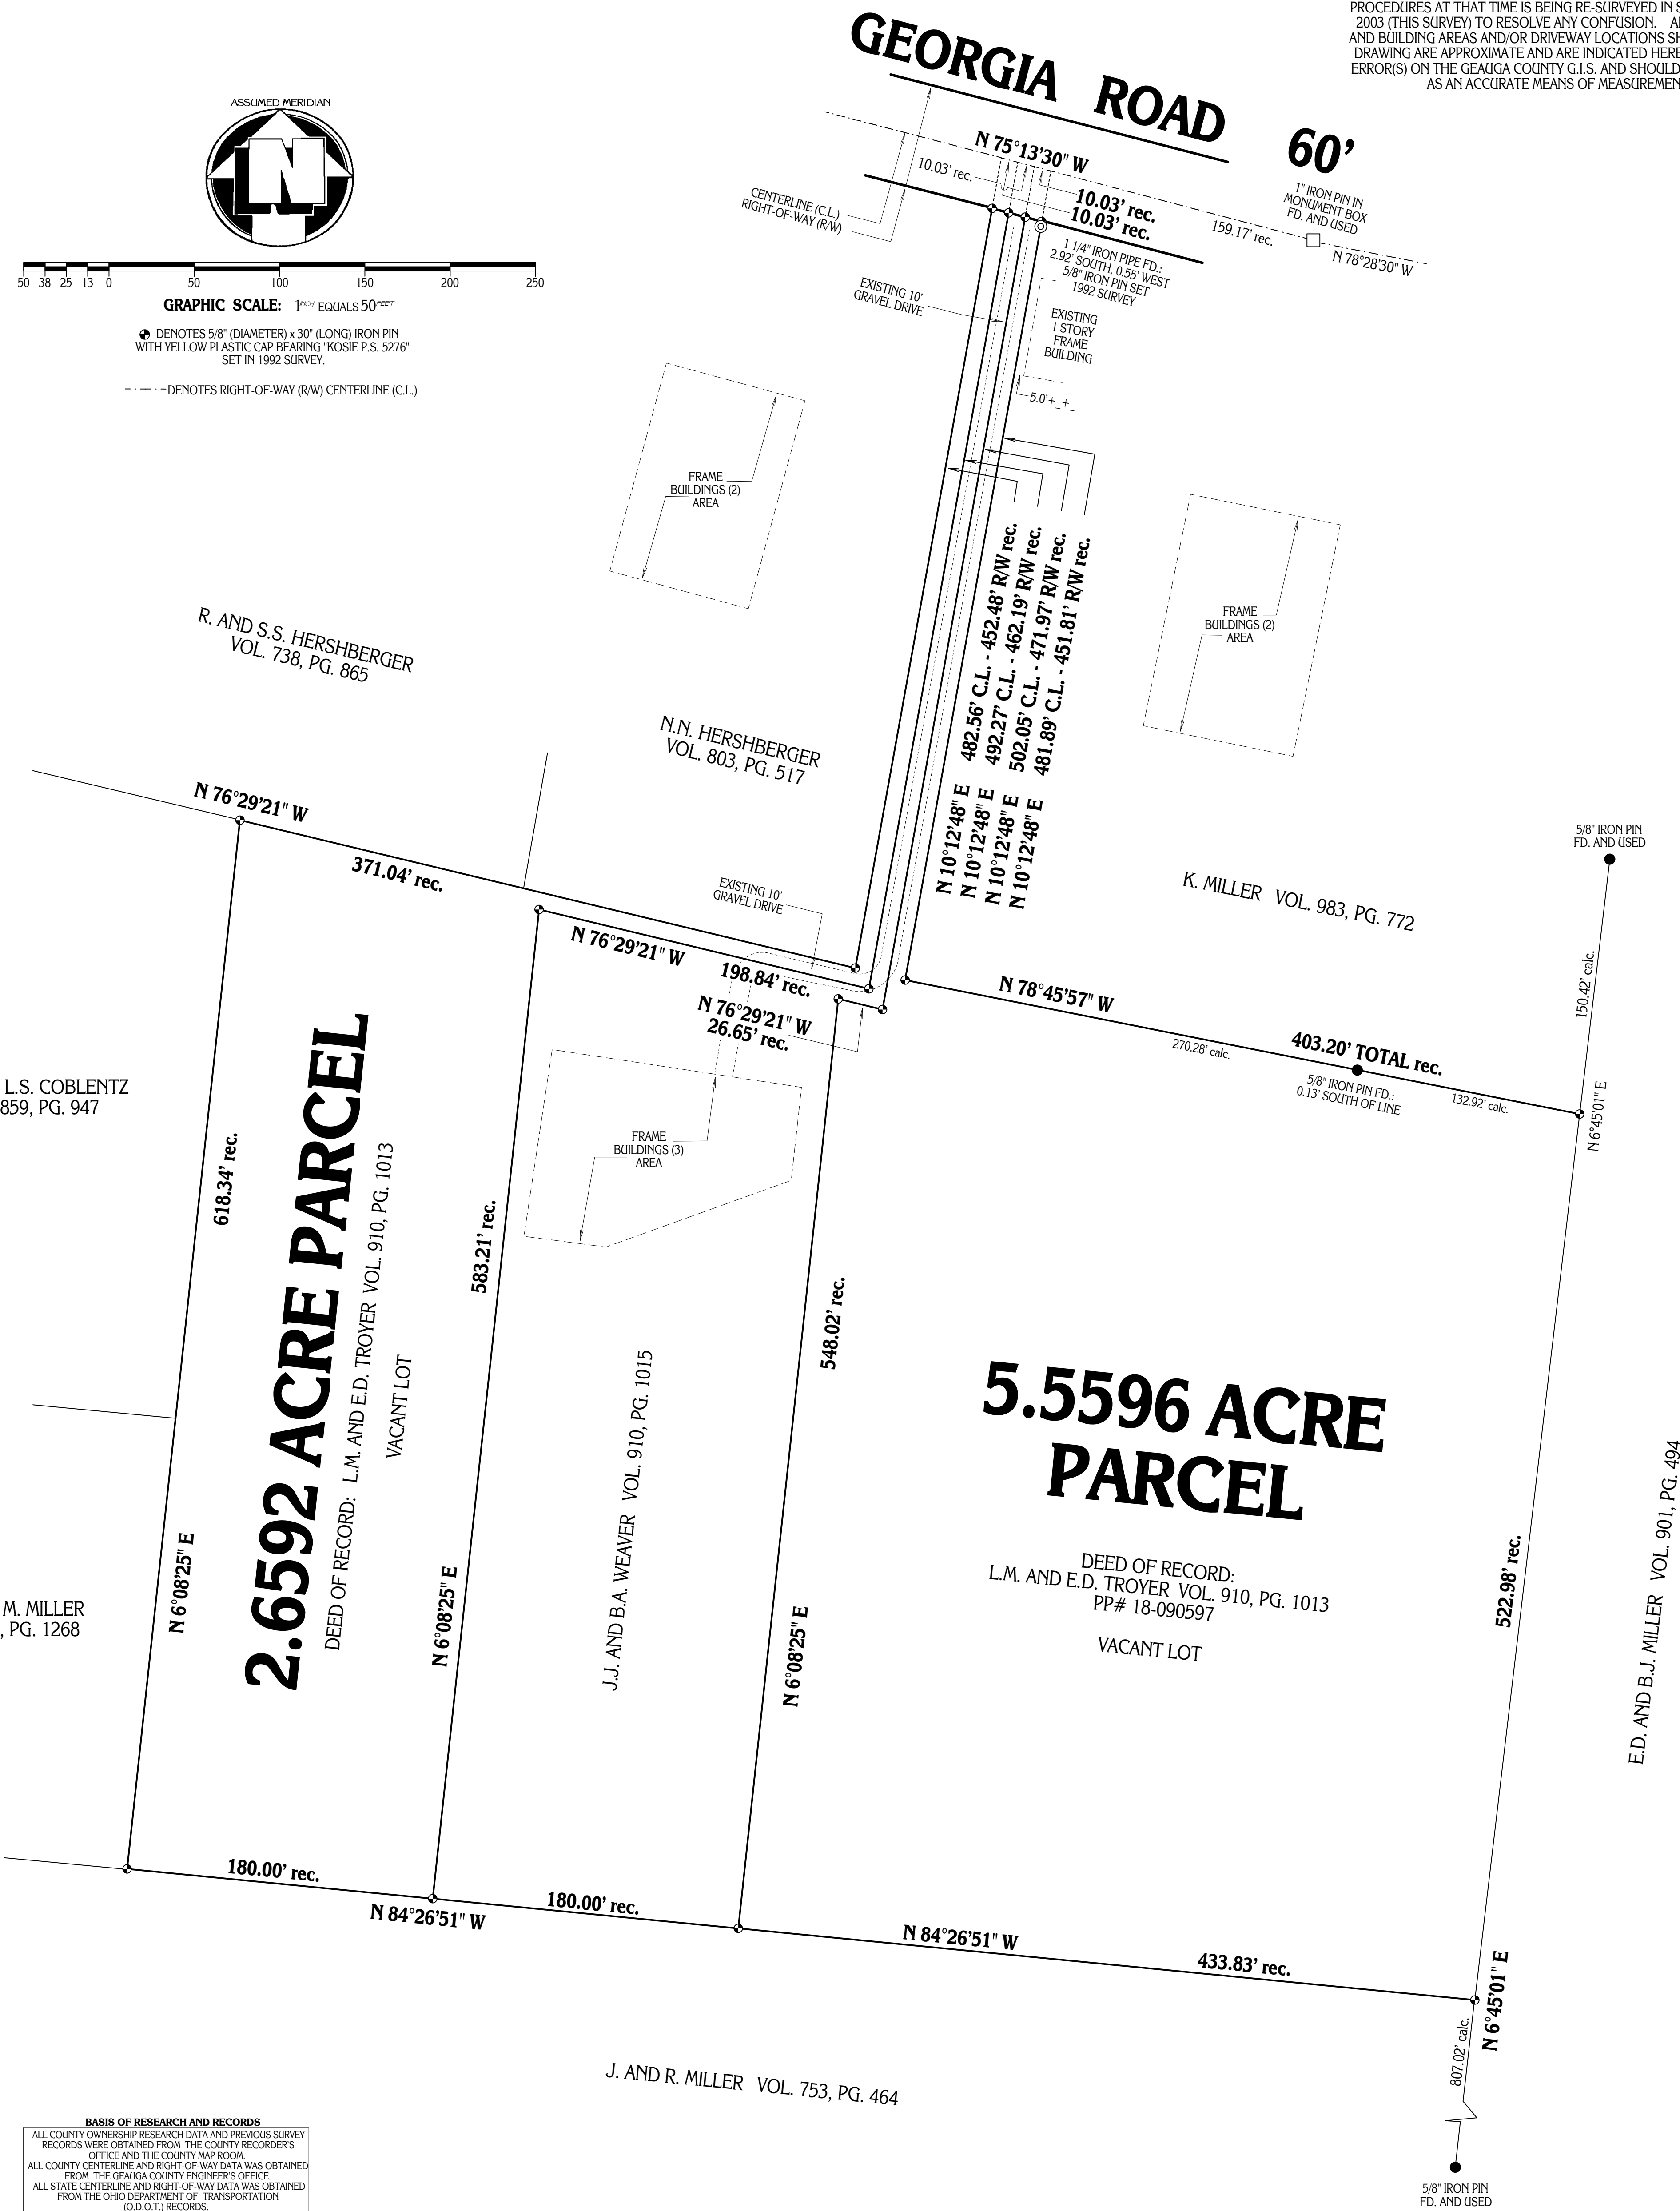 PROCEDURES AT THAT TIME IS BEING RE-SURVEYED IN
2003 (THIS SURVEY) TO RESOLVE ANY CONFUSION.
AND BUILDING AREAS AND/OR DRIVEWAY LOCATIONS
DRAWING ARE APPROXIMATE AND ARE INDICATED
ERROR(S) ON THE GEAUGA COUNTY G.I.S. AND SHOULD
AS AN ACCURATE MEANS OF
GEORGIA ROAD 60'
ASSUMED MERIDIAN
N
50 38 25 13 0 50 100 150 200 250
GRAPHIC SCALE: 1 INCH EQUALS 50 FEET
-DENOTES 5/8" (DIAMETER) x 30" (LONG) IRON PIN
WITH YELLOW PLASTIC CAP BEARING "KOSIE P.S. 5276"
SET IN 1992 SURVEY.
DENOTES RIGHT-OF-WAY (R/W) CENTERLINE (C.L.)
N 75°13'30" W
10.03' rec.
10.03' rec.
10.03' rec.
CENTERLINE (C.L.)
RIGHT-OF-WAY (R/W)
1" IRON PIN IN
MONUMENT BOX
FD. AND USED
159.17' rec.
N 78°28'30" W
1 1/4" IRON PIPE FD.:
2.92' SOUTH, 0.55' WEST
5/8" IRON PIN SET
1992 SURVEY
EXISTING 10'
GRAVEL DRIVE
EXISTING
1 STORY
FRAME
BUILDING
5.0'+_+_
FRAME
BUILDINGS (2)
AREA
FRAME
BUILDINGS (2)
AREA
N 10°12'48" E 482.56' C.L. - 452.48' R/W rec.
N 10°12'48" E 492.27' C.L. - 462.19' R/W rec.
N 10°12'48" E 502.05' C.L. - 471.97' R/W rec.
N 10°12'48" E 481.89' C.L. - 451.81' R/W rec.
R. AND S.S. HERSHBERGER
VOL. 738, PG. 865
N.N. HERSHBERGER
VOL. 803, PG. 517
N 76°29'21" W
371.04' rec.
EXISTING 10'
GRAVEL DRIVE
N 76°29'21" W
198.84' rec.
N 76°29'21" W
26.65' rec.
K. MILLER VOL. 983, PG. 772
5/8" IRON PIN
FD. AND USED
150.42' calc.
N 6°45'01" E
N 78°45'57" W
403.20' TOTAL rec.
270.28' calc.
5/8" IRON PIN FD.:
0.13' SOUTH OF LINE
132.92' calc.
L.S. COBLENTZ
859, PG. 947
618.34' rec.
N 6°08'25" E
2.6592 ACRE PARCEL
DEED OF RECORD: L.M. AND E.D. TROYER VOL. 910, PG. 1013
VACANT LOT
583.21' rec.
N 6°08'25" E
FRAME
BUILDINGS (3)
AREA
J.J. AND B.A. WEAVER VOL. 910, PG. 1015
548.02' rec.
N 6°08'25" E
5.5596 ACRE
PARCEL
DEED OF RECORD:
L.M. AND E.D. TROYER VOL. 910, PG. 1013
PP# 18-090597
VACANT LOT
522.98' rec.
E.D. AND B.J. MILLER VOL. 901, PG. 494
M. MILLER
, PG. 1268
180.00' rec.
N 84°26'51" W
180.00' rec.
N 84°26'51" W
433.83' rec.
N 6°45'01" E
807.02' calc.
5/8" IRON PIN
FD. AND USED
J. AND R. MILLER VOL. 753, PG. 464
BASIS OF RESEARCH AND RECORDS
ALL COUNTY OWNERSHIP RESEARCH DATA AND PREVIOUS SURVEY
RECORDS WERE OBTAINED FROM THE COUNTY RECORDER'S
OFFICE AND THE COUNTY MAP ROOM.
ALL COUNTY CENTERLINE AND RIGHT-OF-WAY DATA WAS OBTAINED
FROM THE GEAUGA COUNTY ENGINEER'S OFFICE.
ALL STATE CENTERLINE AND RIGHT-OF-WAY DATA WAS OBTAINED
FROM THE OHIO DEPARTMENT OF TRANSPORTATION
(O.D.O.T.) RECORDS.